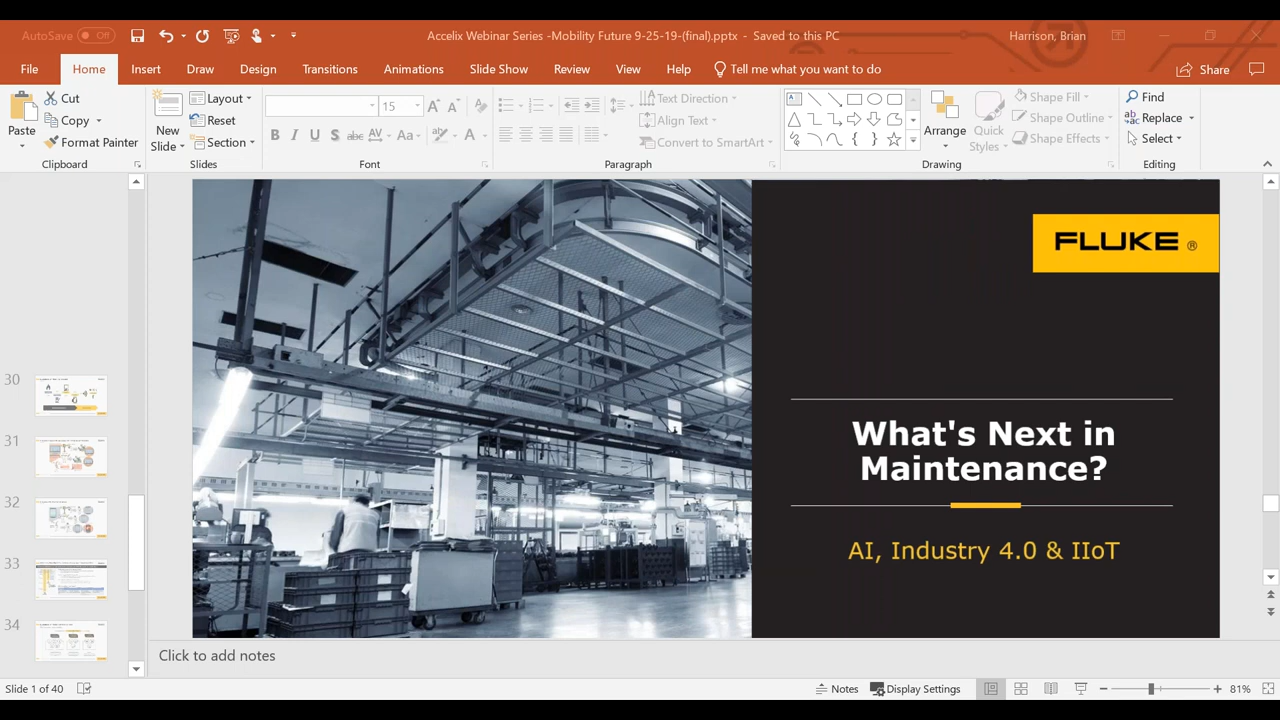 AutoSave Off
Accelix Webinar Series -Mobility Future 9-25-19-(final).pptx - Saved to this PC
Harrison, Brian
File Home Insert Draw Design Transitions Animations Slide Show Review View Help Tell me what you want to do Share
Paste
Cut
Copy
Format Painter
Clipboard
New
Slide
Layout
Reset
Section
Slides
15
B I U S abc AV Aa A
Font
Text Direction
Align Text
Convert to SmartArt
Paragraph
Arrange
Quick
Styles
Shape Fill
Shape Outline
Shape Effects
Drawing
Find
Replace
Select
Editing
30
31
32
33
34
FLUKE ®
What's Next in
Maintenance?
AI, Industry 4.0 & IIoT
Click to add notes
Slide 1 of 40
Notes
Display Settings
81%